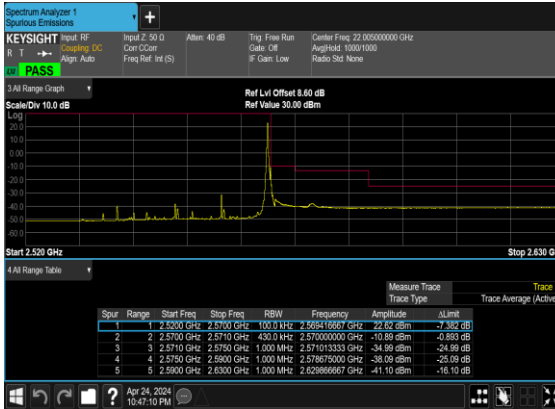 Spectrum Analyzer 1
Spurious Emissions
+
KEYSIGHT Input: RF Input Z: 50 Ω Atten: 40 dB Trig: Free Run Center Freq: 22.005000000 GHz
R T Coupling: DC Corr CCorr Gate: Off Avg|Hold: 1000/1000
Align: Auto Freq Ref: Int (S) IF Gain: Low Radio Std: None
PASS
3 All Range Graph
Ref Lvl Offset 8.60 dB
Scale/Div 10.0 dB Ref Value 30.00 dBm
Log
20.0
10.0
0.00
-10.0
-20.0
-30.0
-40.0
-50.0
-60.0
Start 2.520 GHz Stop 2.630 G
4 All Range Table
Measure Trace Trace
Trace Type Trace Average (Active
Spur Range Start Freq Stop Freq RBW Frequency Amplitude ΔLimit
1 1 2.5200 GHz 2.5700 GHz 100.0 kHz 2.569416667 GHz 22.62 dBm -7.382 dB
2 2 2.5700 GHz 2.5710 GHz 430.0 kHz 2.570000000 GHz -10.89 dBm -0.893 dB
3 3 2.5710 GHz 2.5750 GHz 1.000 MHz 2.571013333 GHz -34.99 dBm -24.99 dB
4 4 2.5750 GHz 2.5900 GHz 1.000 MHz 2.578675000 GHz -38.09 dBm -25.09 dB
5 5 2.5900 GHz 2.6300 GHz 1.000 MHz 2.629866667 GHz -41.10 dBm -16.10 dB
? Apr 24, 2024
10:47:10 PM